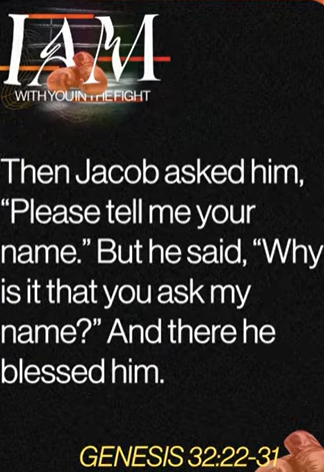 I AM
WITH YOU IN THE FIGHT
Then Jacob asked him,
“Please tell me your
name.” But he said, “Why
is it that you ask my
name?” And there he
blessed him.
GENESIS 32:22-31